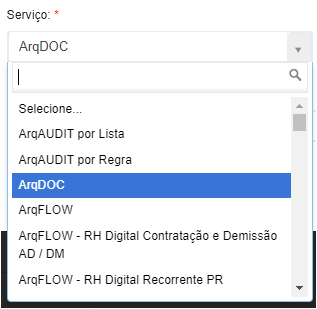 Serviço: *
ArqDOC
Selecione...
ArqAUDIT por Lista
ArqAUDIT por Regra
ArqDOC
ArqFLOW
ArqFLOW - RH Digital Contratação e Demissão
AD / DM
ArqFLOW - RH Digital Recorrente PR